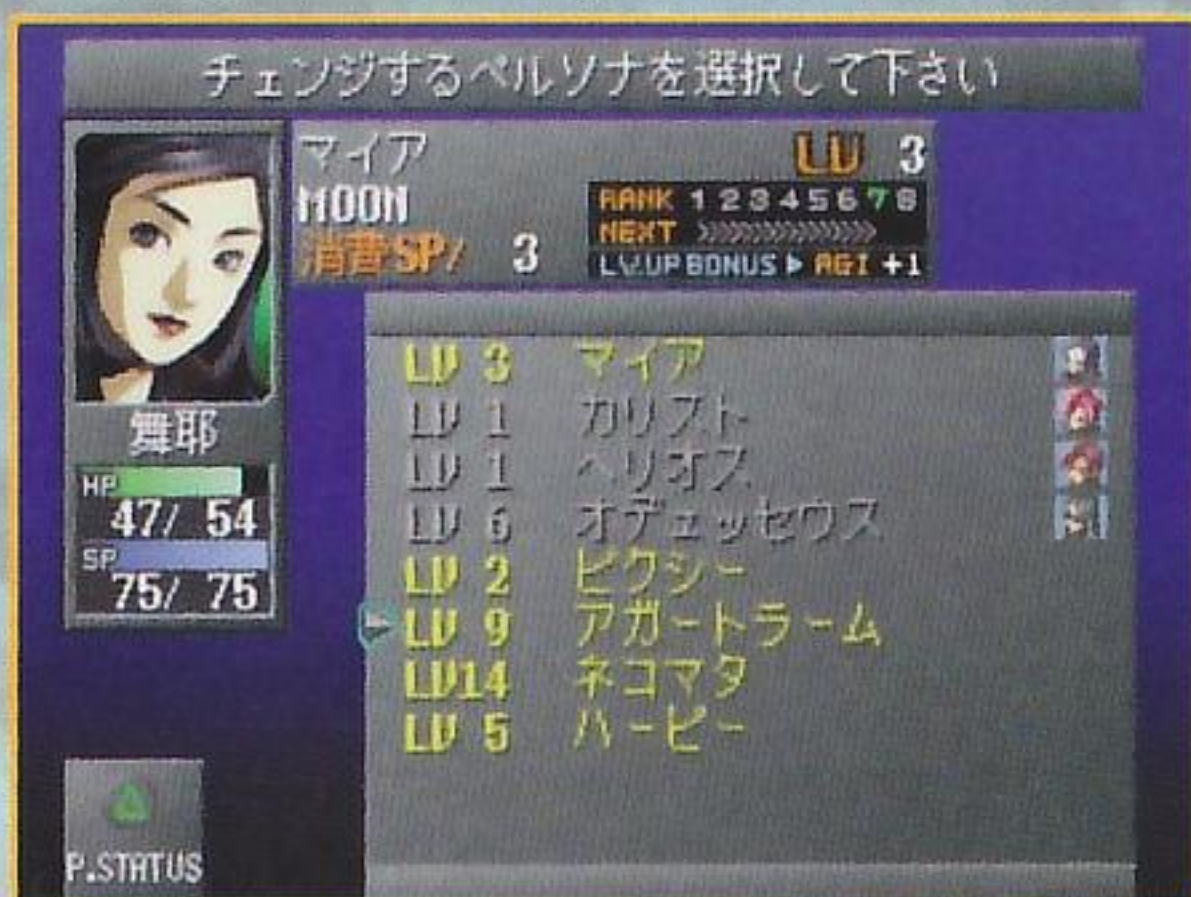 チェンジするペルソナを選択して下さい
マイア LV 3
MOON
RANK 1 2 3 4 5 6 7 8
NEXT
消費SP/ 3
LV.UP BONUS ▶ AGI +1
舞耶
HP
47/ 54
SP
75/ 75
LV 3 マイア
LV 1 カリスト
LV 1 ヘリオス
LV 6 オデュッセウス
LV 2 ピクシー
LV 9 アガートラーム
LV14 ネコマタ
LV 5 ハーピー
P.STATUS